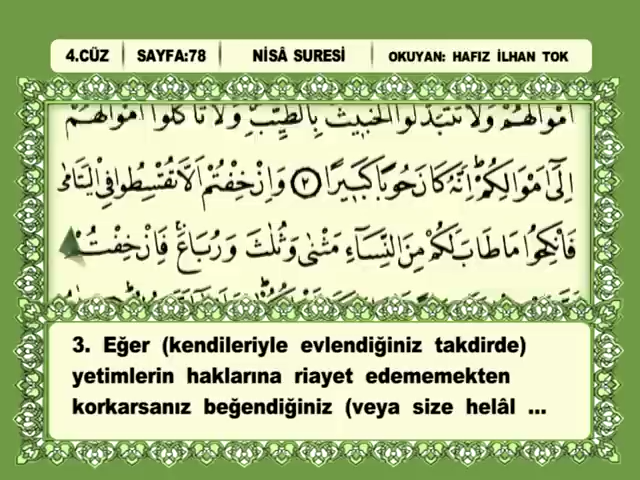 4.CÜZ SAYFA:78 NİSÂ SURESİ OKUYAN: HAFIZ İLHAN TOK
اَمْوَالَهُمْ وَلَا تَتَبَدَّلُوا الْخَبٖيثَ بِالطَّيِّبِ وَلَا تَأْكُلُوا اَمْوَالَهُمْ
اِلٰٓى اَمْوَالِكُمْ اِنَّهُ كَانَ حُوبًا كَبٖيرًا ﴿٢﴾ وَاِنْ خِفْتُمْ اَلَّا تُقْسِطُوا فِي الْيَتَامٰى
فَانْكِحُوا مَا طَابَ لَكُمْ مِنَ النِّسَٓاءِ مَثْنٰى وَثُلٰثَ وَرُبَاعَ فَاِنْ خِفْتُمْ
3. Eğer (kendileriyle evlendiğiniz takdirde)
yetimlerin haklarına riayet edememekten
korkarsanız beğendiğiniz (veya size helâl ...